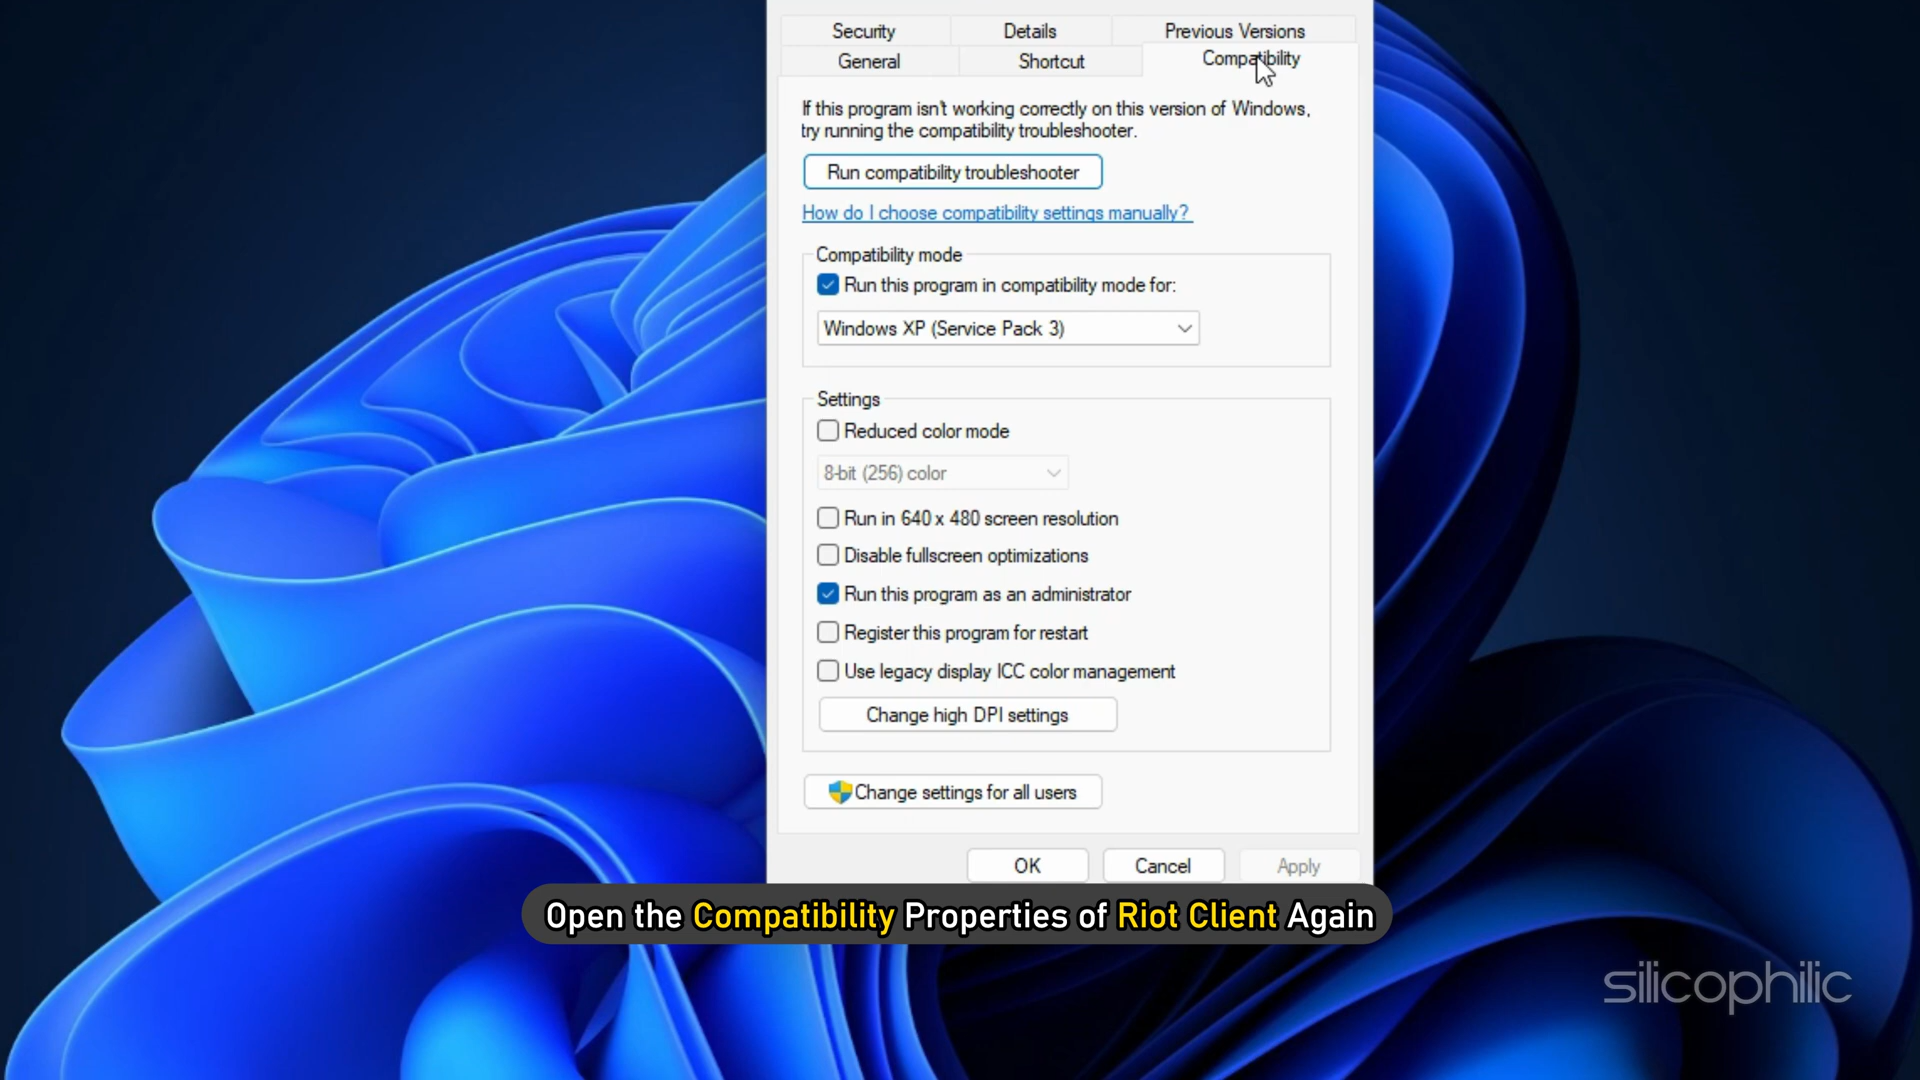 Security Details Previous Versions
General Shortcut Compatibility
If this program isn't working correctly on this version of Windows,
try running the compatibility troubleshooter.
Run compatibility troubleshooter
How do I choose compatibility settings manually?
Compatibility mode
Run this program in compatibility mode for:
Windows XP (Service Pack 3)
Settings
Reduced color mode
8-bit (256) color
Run in 640 x 480 screen resolution
Disable fullscreen optimizations
Run this program as an administrator
Register this program for restart
Use legacy display ICC color management
Change high DPI settings
Change settings for all users
OK Cancel Apply
Open the Compatibility Properties of Riot Client Again
silicophilic